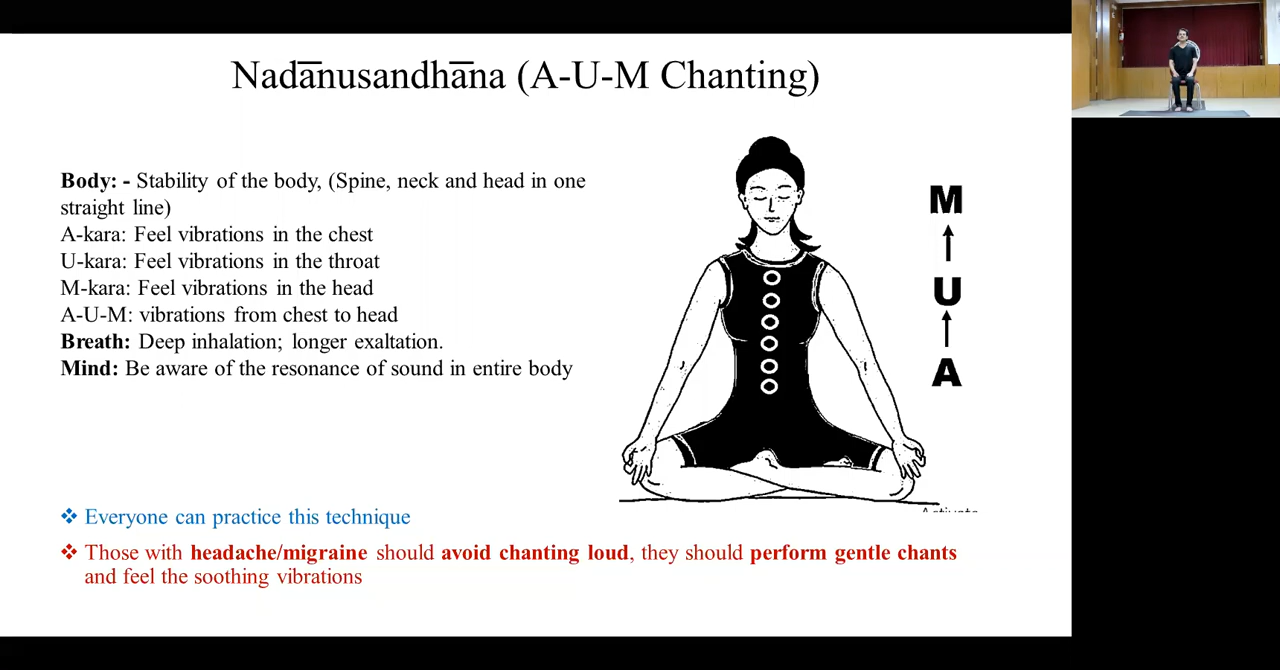 Nadānusandhāna (A-U-M Chanting)
Body: - Stability of the body, (Spine, neck and head in one
straight line)
A-kara: Feel vibrations in the chest
U-kara: Feel vibrations in the throat
M-kara: Feel vibrations in the head
A-U-M: vibrations from chest to head
Breath: Deep inhalation; longer exaltation.
Mind: Be aware of the resonance of sound in entire body
M
U
A
❖ Everyone can practice this technique
❖ Those with headache/migraine should avoid chanting loud, they should perform gentle chants
and feel the soothing vibrations